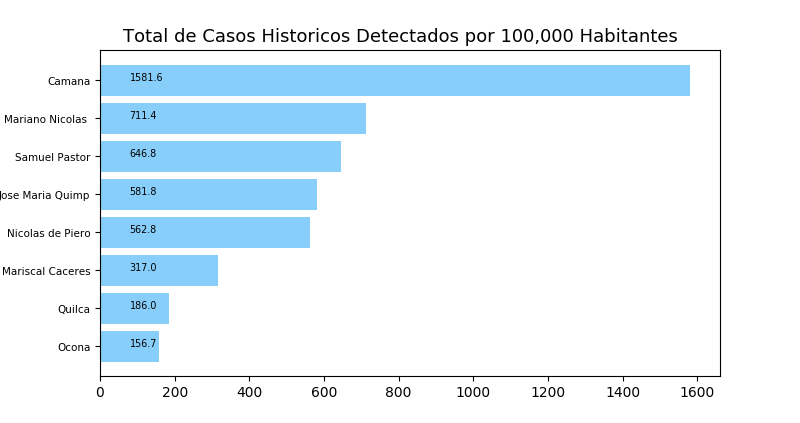 Total de Casos Historicos Detectados por 100,000 Habitantes
Camana 1581.6
Mariano Nicolas 711.4
Samuel Pastor 646.8
Jose Maria Quimp 581.8
Nicolas de Piero 562.8
Mariscal Caceres 317.0
Quilca 186.0
Ocona 156.7
0 200 400 600 800 1000 1200 1400 1600